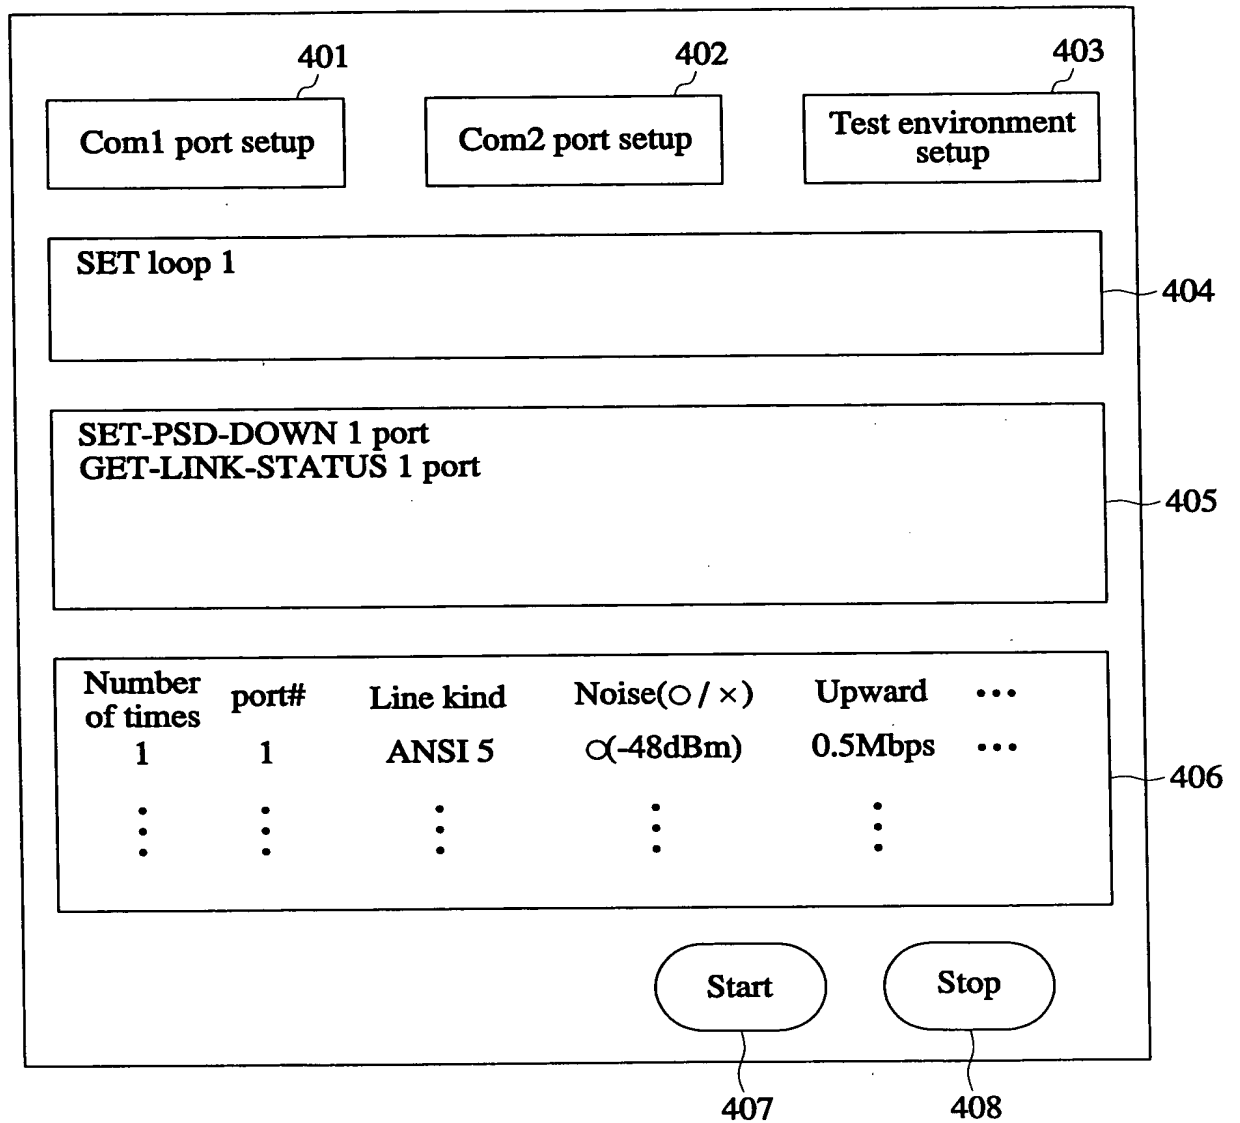 401
402
403
Com1 port setup
Com2 port setup
Test environment
setup
SET loop 1
404
SET-PSD-DOWN 1 port
GET-LINK-STATUS 1 port
405
Number
of times port# Line kind Noise(○/×) Upward •••
1 1 ANSI 5 ○(-48dBm) 0.5Mbps •••
406
Start
Stop
407
408